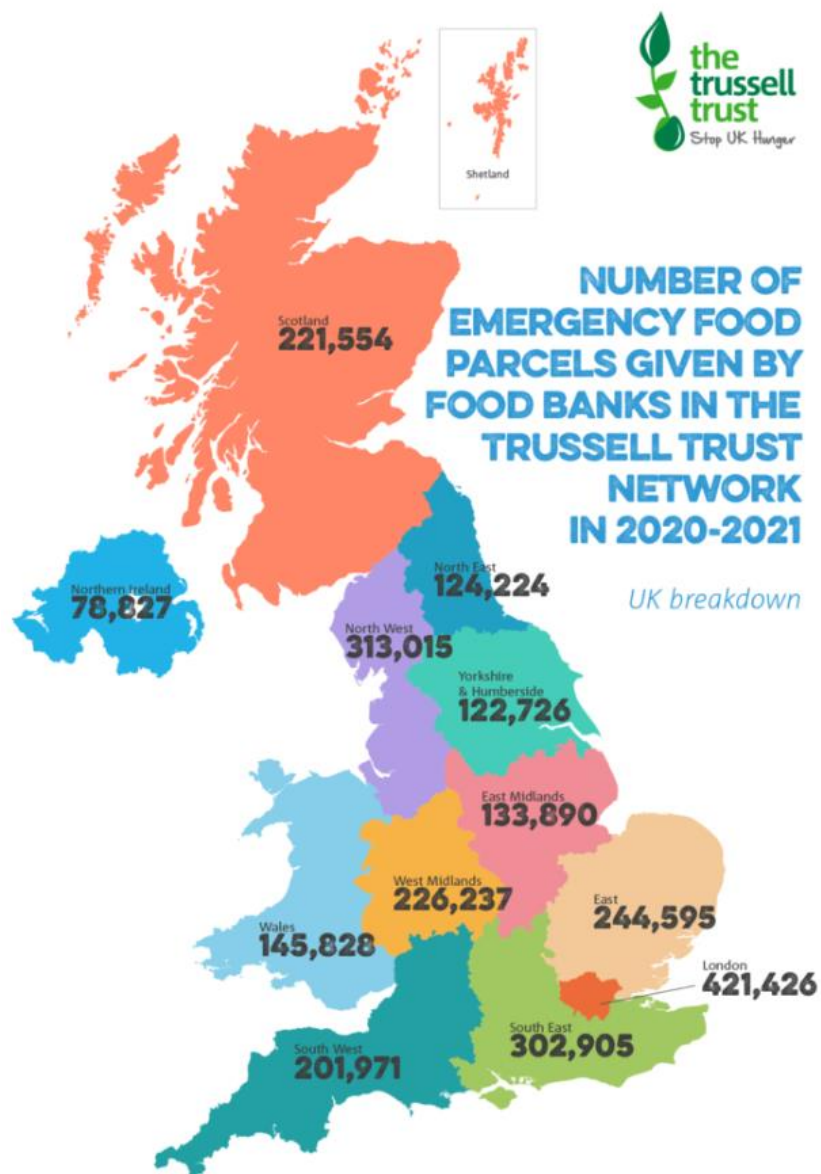 the
trussell
trust
Stop UK Hunger
Shetland
NUMBER OF
EMERGENCY FOOD
PARCELS GIVEN BY
FOOD BANKS IN THE
TRUSSELL TRUST
NETWORK
IN 2020-2021
UK breakdown
Scotland
221,554
North East
124,224
Northern Ireland
78,827
North West
313,015
Yorkshire
& Humberside
122,726
East Midlands
133,890
West Midlands
226,237
East
244,595
Wales
145,828
London
421,426
South East
302,905
South West
201,971